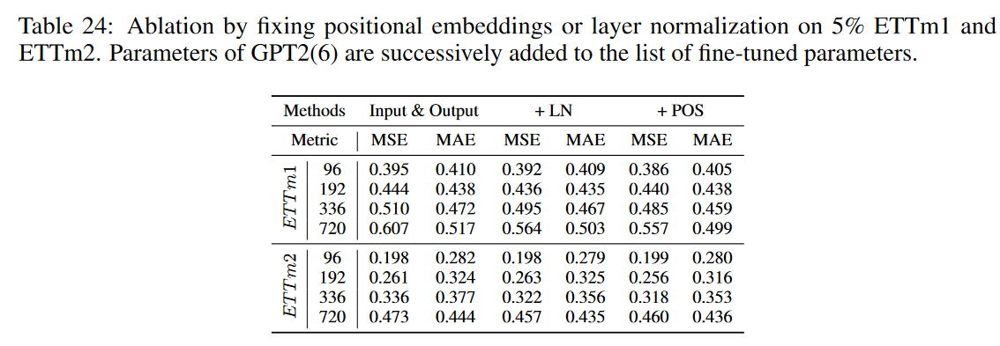 Table 24: Ablation by fixing positional embeddings or layer normalization on 5% ETTm1 and
ETTm2. Parameters of GPT2(6) are successively added to the list of fine-tuned parameters.
Methods Input & Output + LN + POS
Metric MSE MAE MSE MAE MSE MAE
ETTm1
96 0.395 0.410 0.392 0.409 0.386 0.405
192 0.444 0.438 0.436 0.435 0.440 0.438
336 0.510 0.472 0.495 0.467 0.485 0.459
720 0.607 0.517 0.564 0.503 0.557 0.499
ETTm2
96 0.198 0.282 0.198 0.279 0.199 0.280
192 0.261 0.324 0.263 0.325 0.256 0.316
336 0.336 0.377 0.322 0.356 0.318 0.353
720 0.473 0.444 0.457 0.435 0.460 0.436